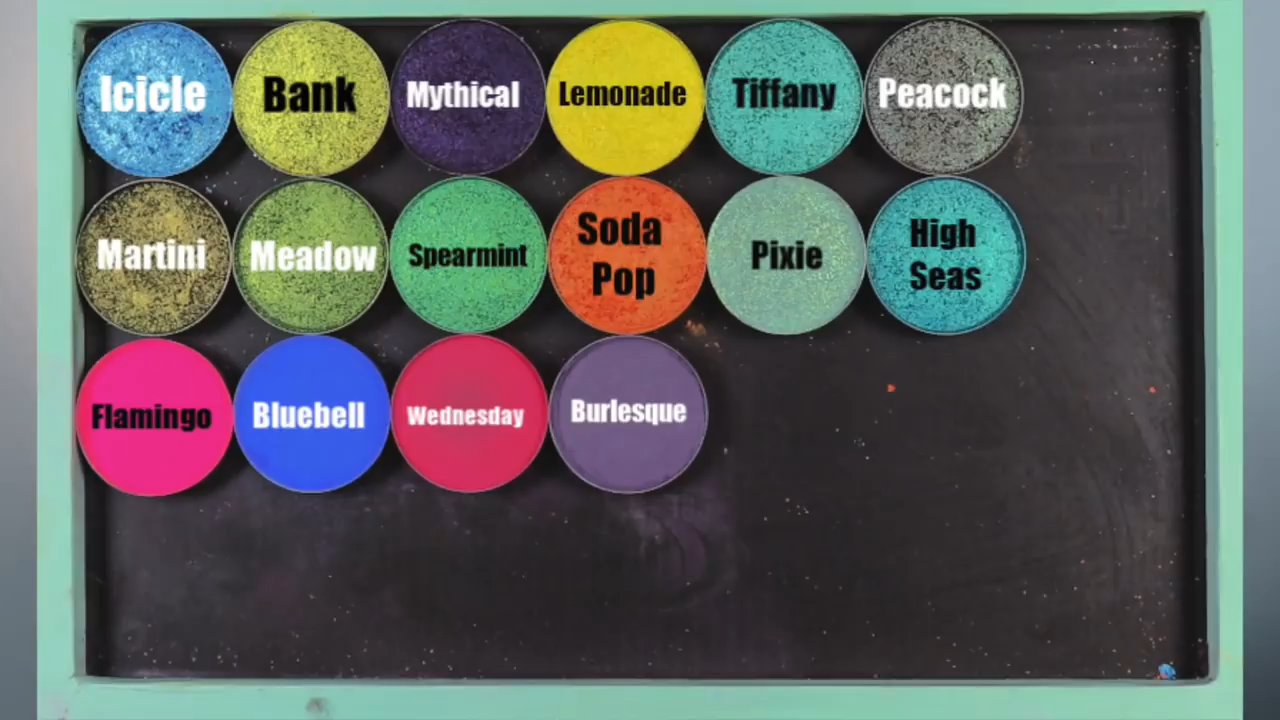 Icicle
Bank
Mythical
Lemonade
Tiffany
Peacock
Martini
Meadow
Spearmint
Soda
Pop
Pixie
High
Seas
Flamingo
Bluebell
Wednesday
Burlesque